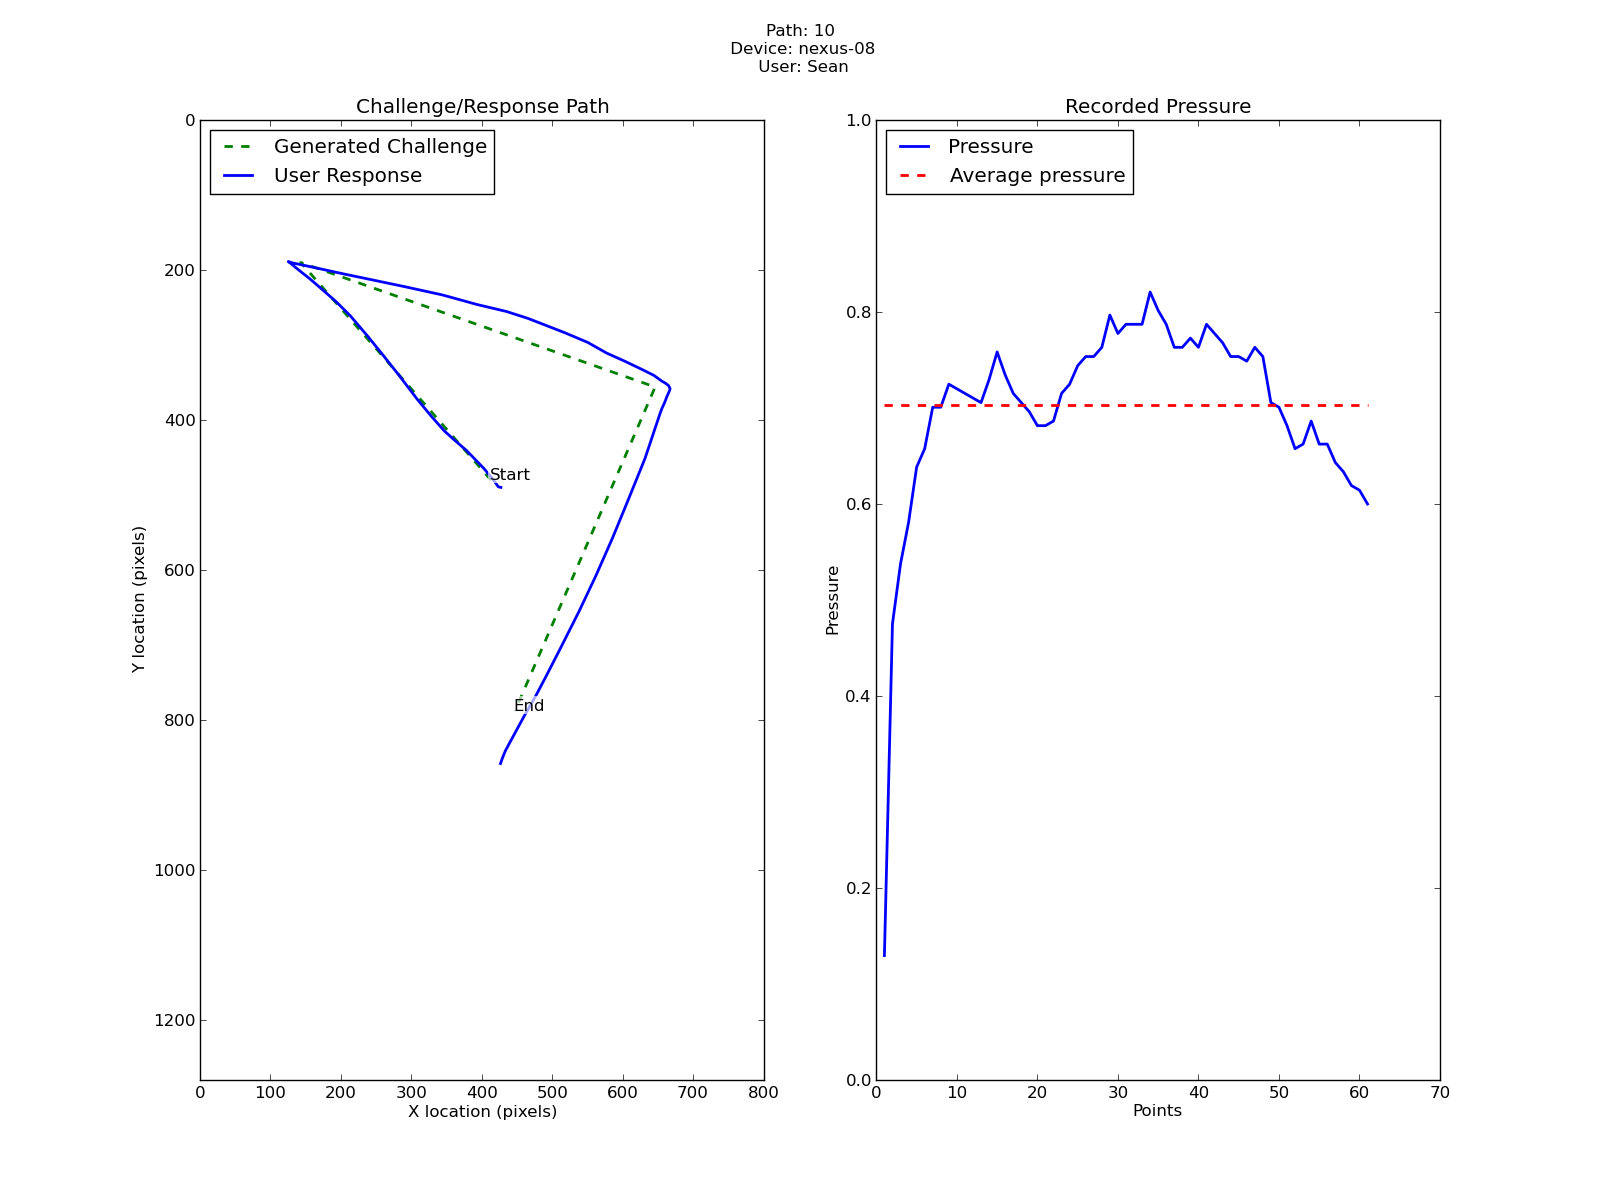 Path: 10
Device: nexus-08
User: Sean
Challenge/Response Path
Generated Challenge
User Response
0
200
400
600
800
1000
1200
Y location (pixels)
Start
End
0 100 200 300 400 500 600 700 800
X location (pixels)
Recorded Pressure
Pressure
Average pressure
1.0
0.8
0.6
0.4
0.2
0.0
Pressure
0 10 20 30 40 50 60 70
Points